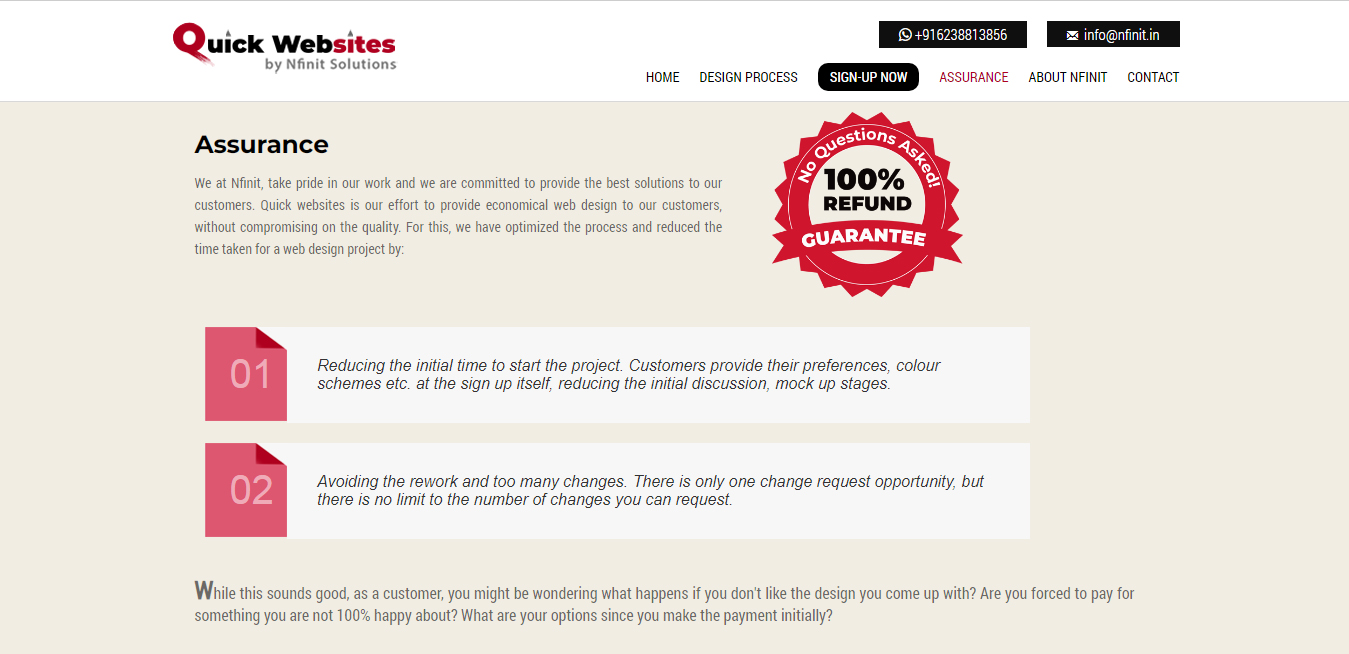 Quick Websites
by Nfinit Solutions
+916238813856
info@nfinit.in
HOME DESIGN PROCESS SIGN-UP NOW ASSURANCE ABOUT NFINIT CONTACT
Assurance
We at Nfinit, take pride in our work and we are committed to provide the best solutions to our
customers. Quick websites is our effort to provide economical web design to our customers,
without compromising on the quality. For this, we have optimized the process and reduced the
time taken for a web design project by:
No Questions Asked!
100%
REFUND
GUARANTEE
01
Reducing the initial time to start the project. Customers provide their preferences, colour
schemes etc. at the sign up itself, reducing the initial discussion, mock up stages.
02
Avoiding the rework and too many changes. There is only one change request opportunity, but
there is no limit to the number of changes you can request.
While this sounds good, as a customer, you might be wondering what happens if you don't like the design you come up with? Are you forced to pay for
something you are not 100% happy about? What are your options since you make the payment initially?